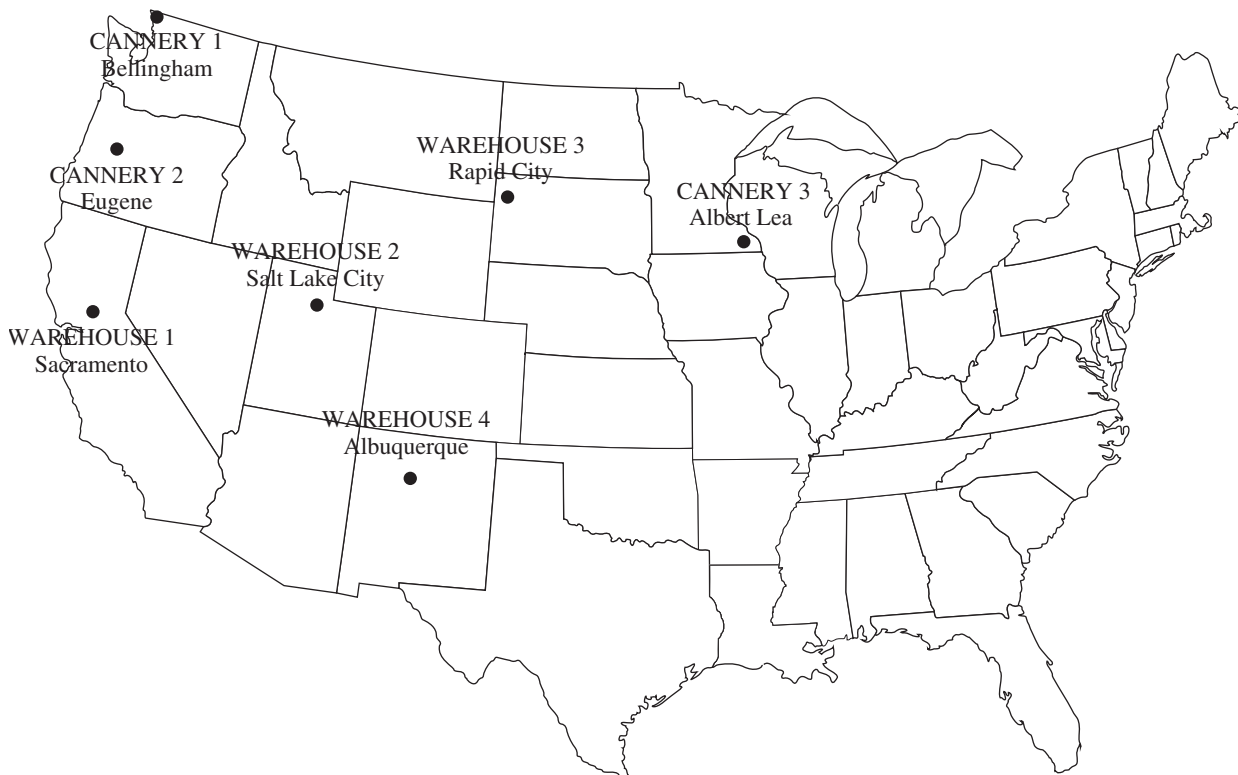 CANNERY 1
Bellingham
WAREHOUSE 3
Rapid City
CANNERY 2
Eugene
CANNERY 3
Albert Lea
WAREHOUSE 2
Salt Lake City
WAREHOUSE 1
Sacramento
WAREHOUSE 4
Albuquerque